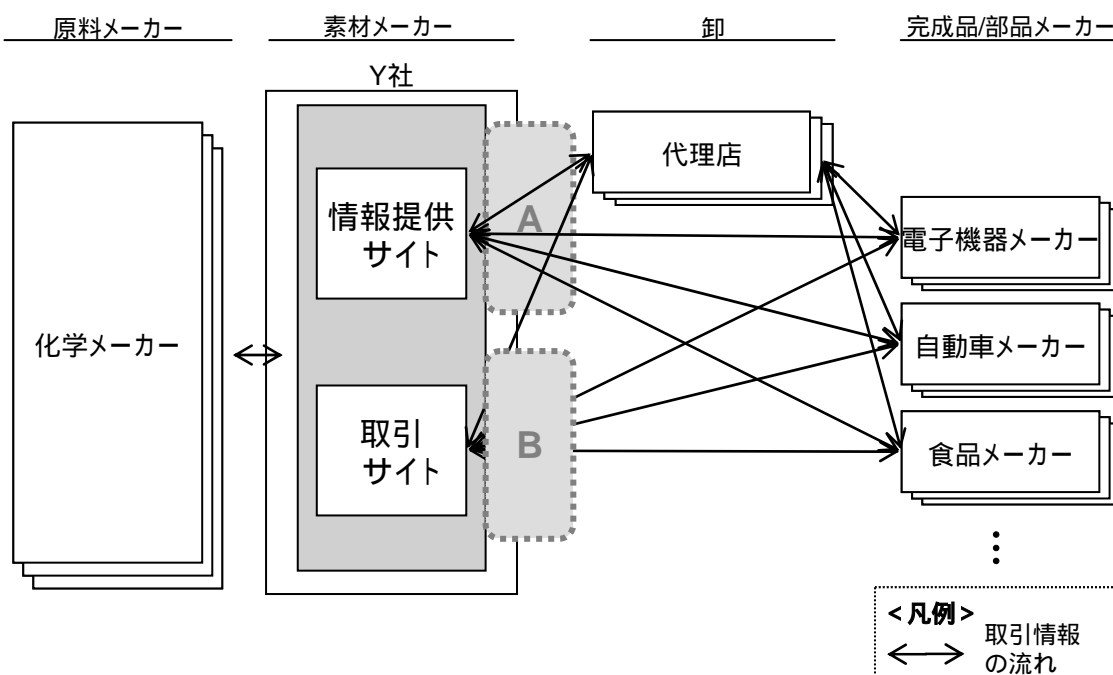 原料メーカー
素材メーカー
卸
完成品/部品メーカー
Y社
化学メーカー
情報提供
サイト
取引
サイト
A
B
代理店
電子機器メーカー
自動車メーカー
食品メーカー
⋮
<凡例>
取引情報
の流れ